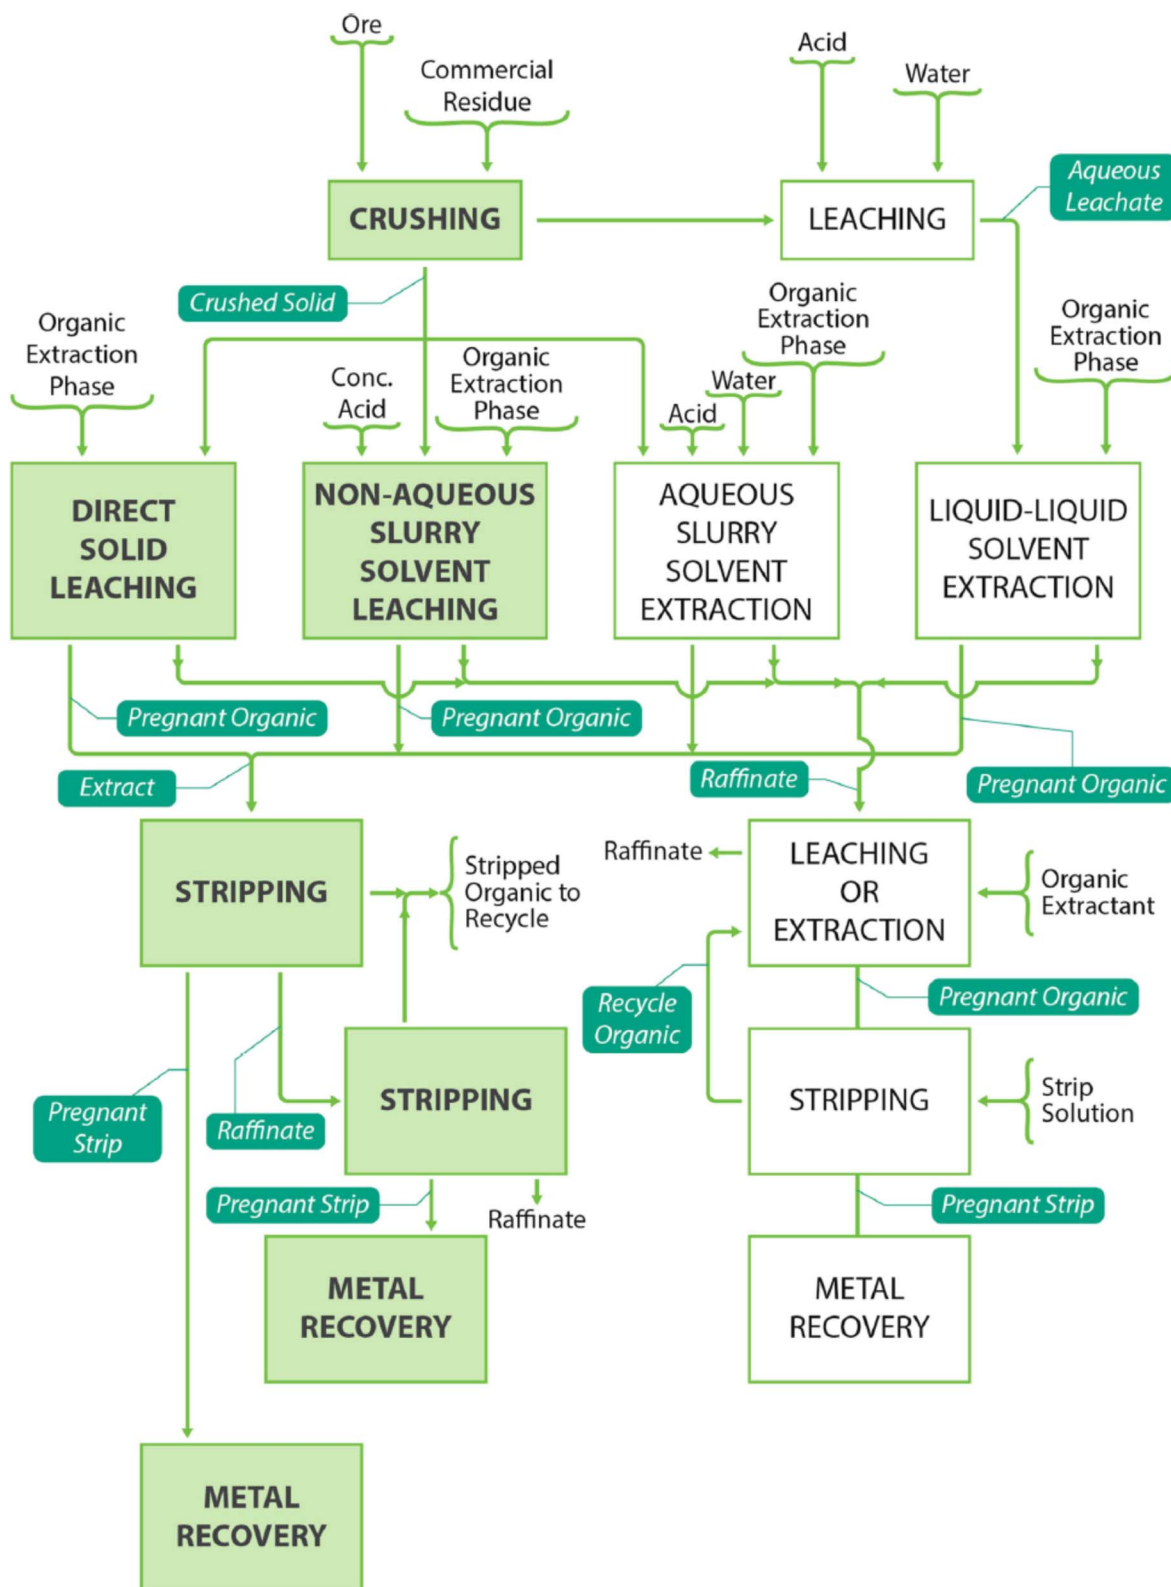 Ore
Commercial
Residue
Acid
Water
CRUSHING
LEACHING
Aqueous
Leachate
Crushed Solid
Organic
Extraction
Phase
Conc.
Acid
Organic
Extraction
Phase
Acid
Water
Organic
Extraction
Phase
Organic
Extraction
Phase
DIRECT
SOLID
LEACHING
NON-AQUEOUS
SLURRY
SOLVENT
LEACHING
AQUEOUS
SLURRY
SOLVENT
EXTRACTION
LIQUID-LIQUID
SOLVENT
EXTRACTION
Pregnant Organic
Pregnant Organic
Extract
Raffinate
Pregnant Organic
STRIPPING
Stripped
Organic to
Recycle
Raffinate
LEACHING
OR
EXTRACTION
Organic
Extractant
Recycle
Organic
Pregnant Organic
Pregnant
Strip
Raffinate
STRIPPING
STRIPPING
Strip
Solution
Pregnant Strip
Raffinate
Pregnant Strip
METAL
RECOVERY
METAL
RECOVERY
METAL
RECOVERY